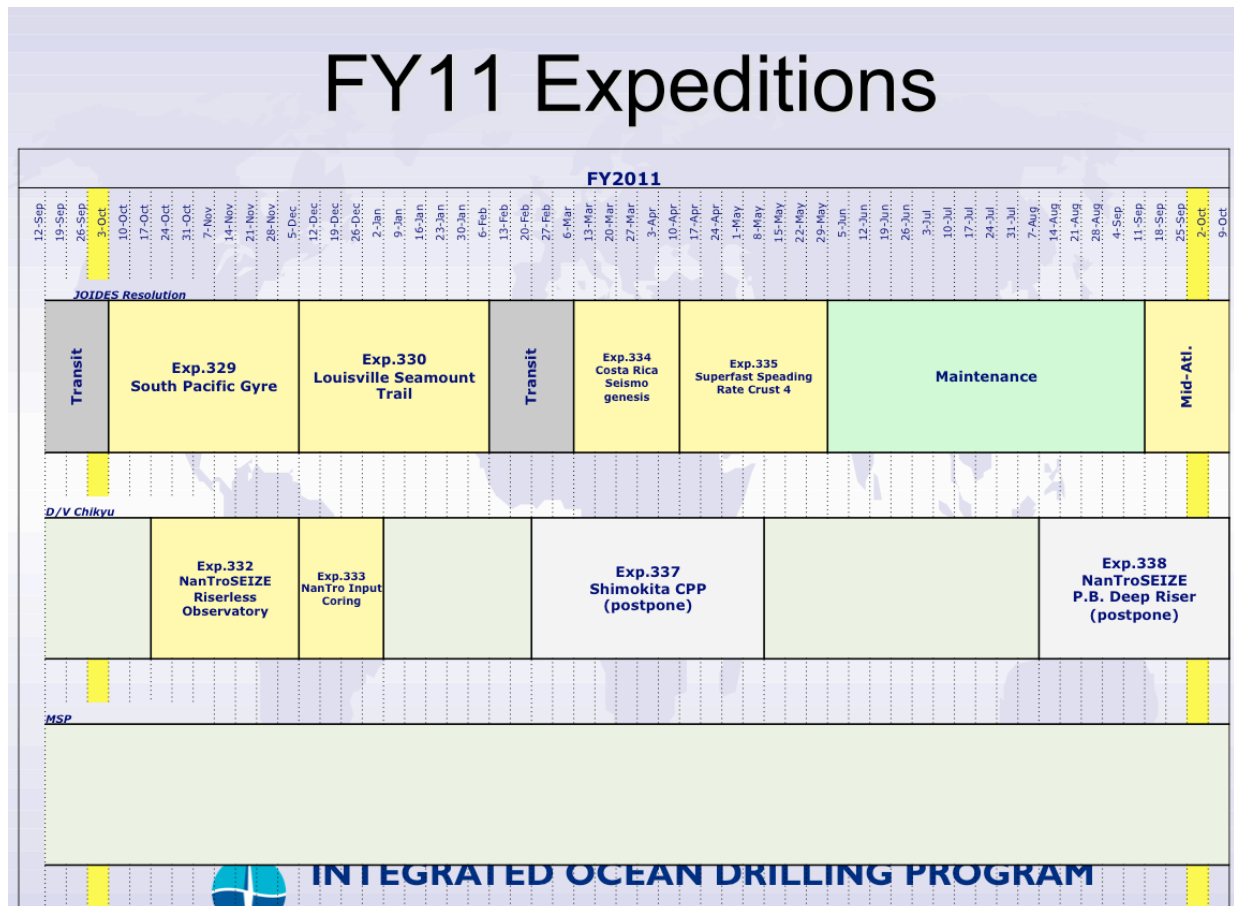 FY11 Expeditions
FY2011
12-Sep 19-Sep 26-Sep 3-Oct 10-Oct 17-Oct 24-Oct 31-Oct 7-Nov 14-Nov 21-Nov 28-Nov 5-Dec 12-Dec 19-Dec 26-Dec 2-Jan 9-Jan 16-Jan 23-Jan 30-Jan 6-Feb 13-Feb 20-Feb 27-Feb 6-Mar 13-Mar 20-Mar 27-Mar 3-Apr 10-Apr 17-Apr 24-Apr 1-May 8-May 15-May 22-May 29-May 5-Jun 12-Jun 19-Jun 26-Jun 3-Jul 10-Jul 17-Jul 24-Jul 31-Jul 7-Aug 14-Aug 21-Aug 28-Aug 4-Sep 11-Sep 18-Sep 25-Sep 2-Oct 9-Oct
JOIDES Resolution
Transit
Exp.329
South Pacific Gyre
Exp.330
Louisville Seamount
Trail
Transit
Exp.334
Costa Rica
Seismo
genesis
Exp.335
Superfast Speading
Rate Crust 4
Maintenance
Mid-Atl.
D/V Chikyu
Exp.332
NanTroSEIZE
Riserless
Observatory
Exp.333
NanTro Input
Coring
Exp.337
Shimokita CPP
(postpone)
Exp.338
NanTroSEIZE
P.B. Deep Riser
(postpone)
MSP
INTEGRATED OCEAN DRILLING PROGRAM